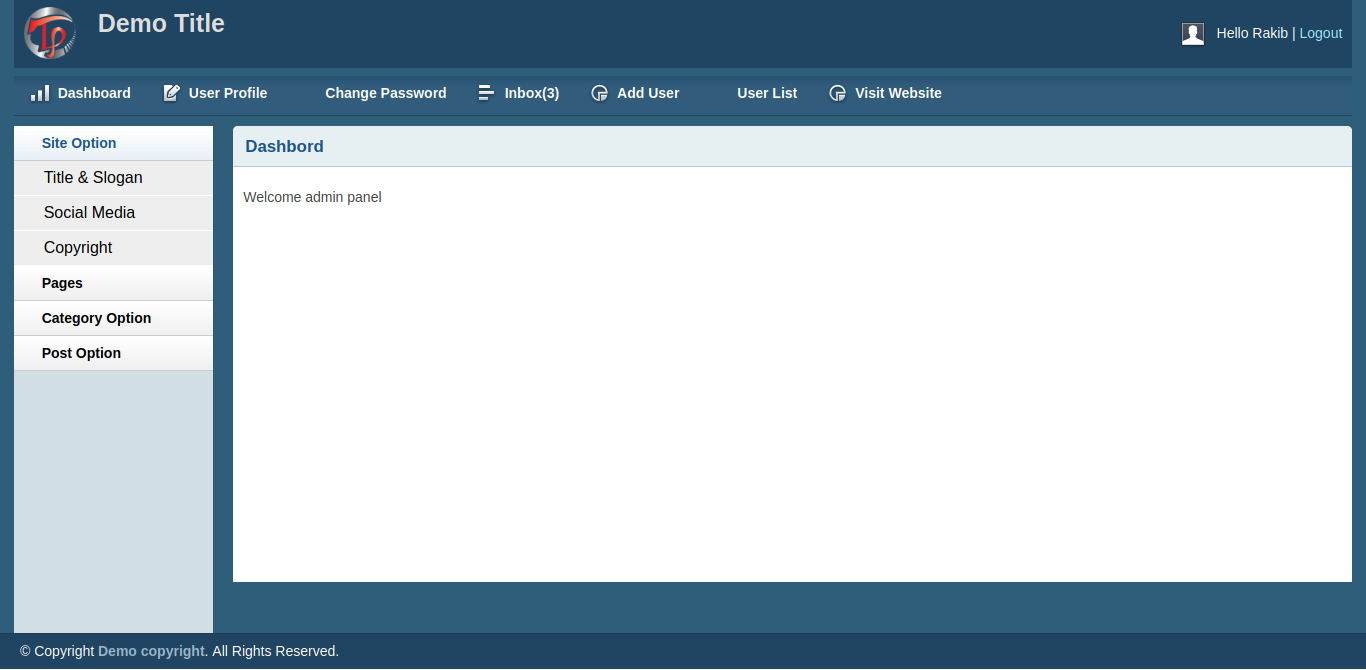 Demo Title
Hello Rakib | Logout
Dashboard User Profile Change Password Inbox(3) Add User User List Visit Website
Site Option
Title & Slogan
Social Media
Copyright
Pages
Category Option
Post Option
Dashbord
Welcome admin panel
© Copyright Demo copyright. All Rights Reserved.